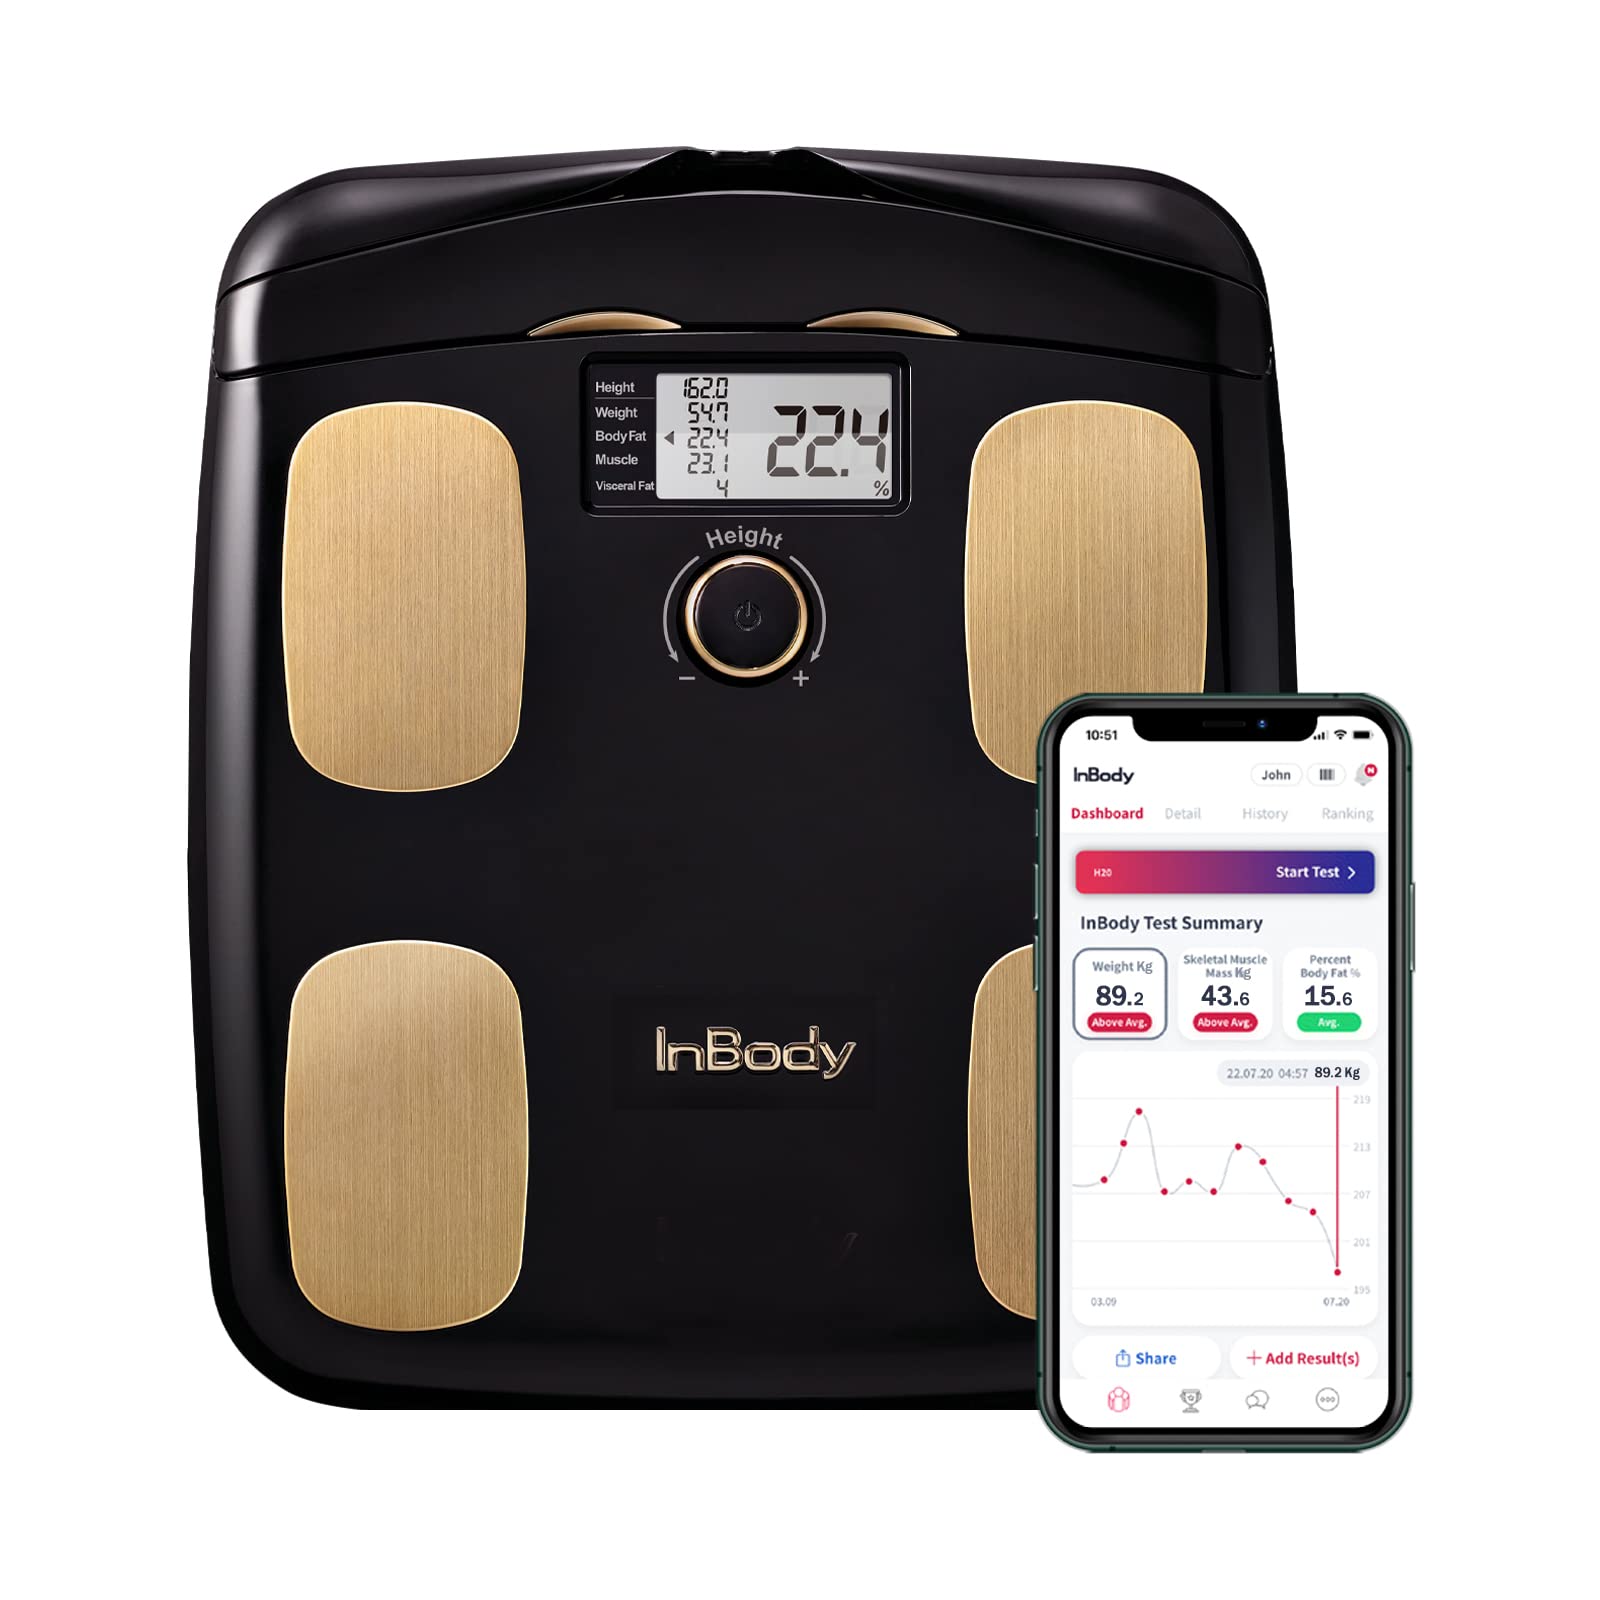 Height 162.0
Weight 54.7
Body Fat 22.4
Muscle 23.1
Visceral Fat 4
22.4
%
Height
− +
InBody
10:51
InBody John N
Dashboard Detail History Ranking
H20 Start Test
InBody Test Summary
Weight Kg
89.2
Above Avg.
Skeletal Muscle
Mass Kg
43.6
Above Avg.
Percent
Body Fat %
15.6
Avg.
22.07.20 04:57 89.2 Kg
219
213
207
201
195
03.09 07.20
Share + Add Result(s)